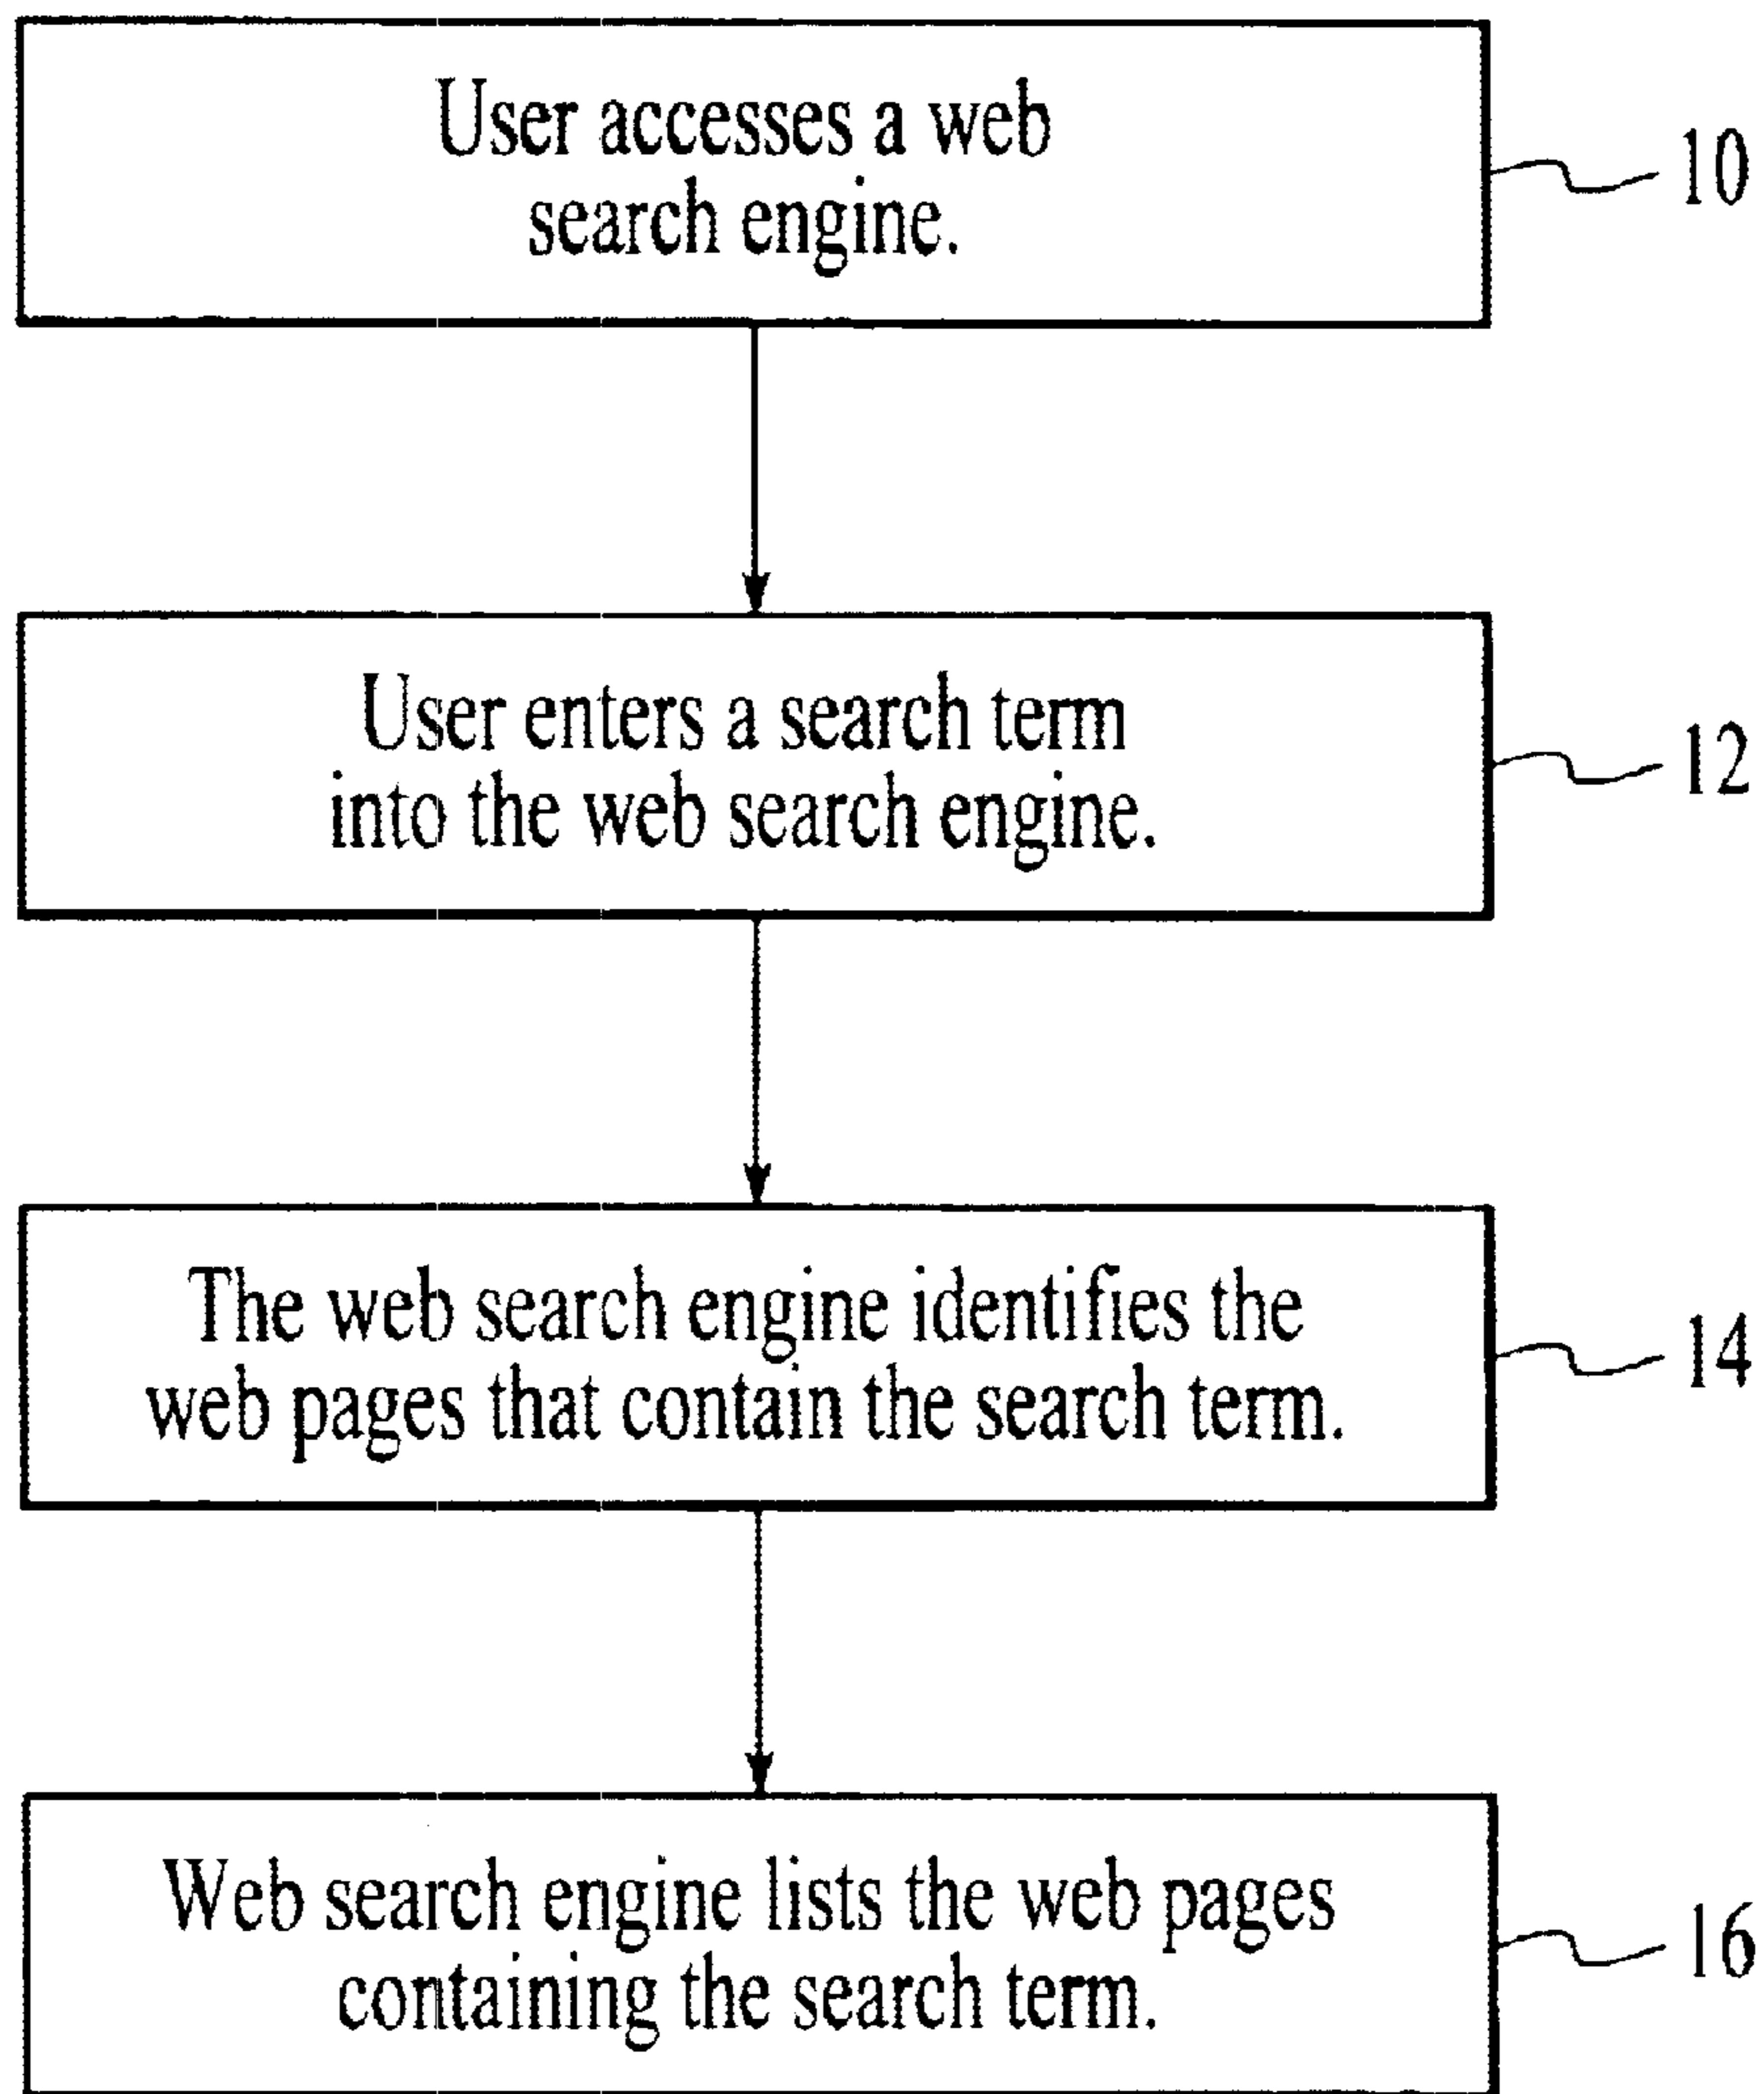 User accesses a web
search engine.
10
User enters a search term
into the web search engine.
12
The web search engine identifies the
web pages that contain the search term.
14
Web search engine lists the web pages
containing the search term.
16